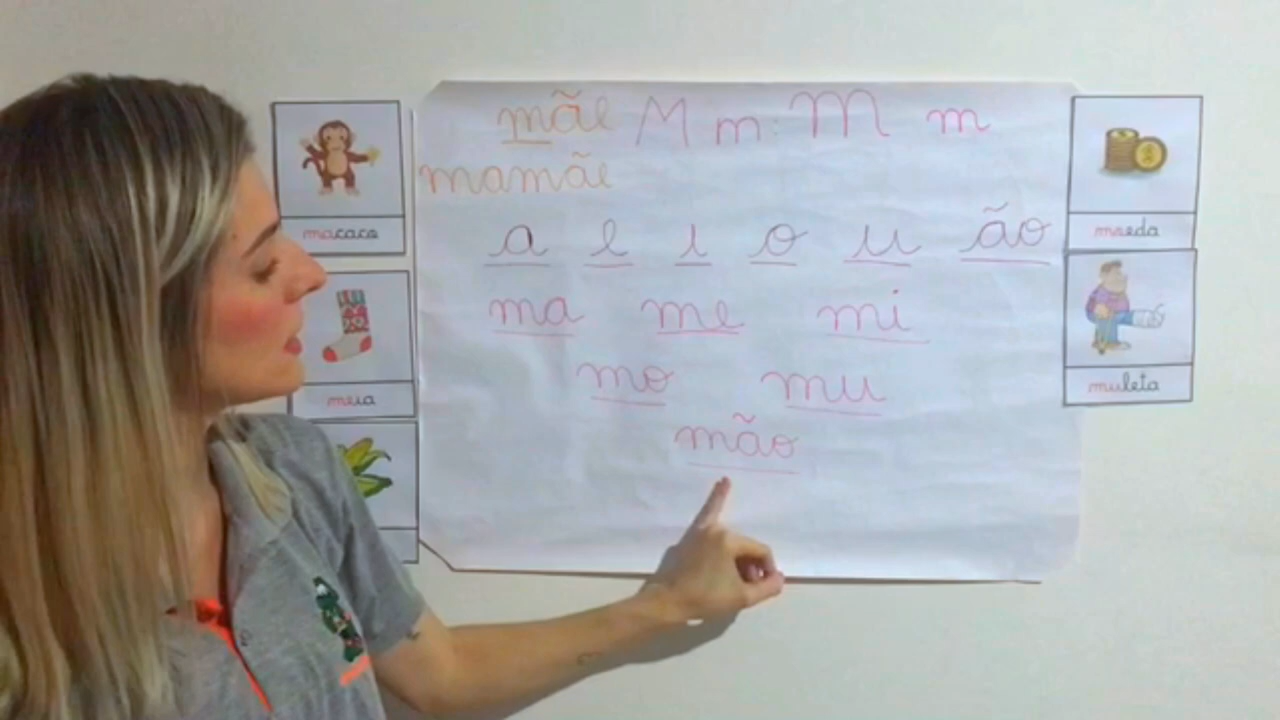 mãe M m M m
mamãe
a e i o u ão
ma me mi
mo mu
mão
macaco
meia
moeda
muleta